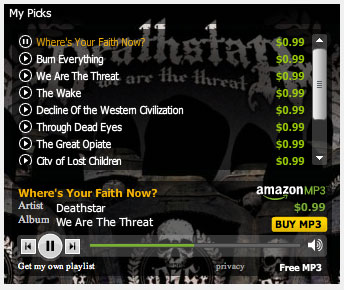 My Picks
Deathstar
we are the threat
Where's Your Faith Now? $0.99
Burn Everything $0.99
We Are The Threat $0.99
The Wake $0.99
Decline Of the Western Civilization $0.99
Through Dead Eyes $0.99
The Great Opiate $0.99
City of Lost Children $0.99
Where's Your Faith Now? amazonMP3
Artist Deathstar $0.99
Album We Are The Threat BUY MP3
Get my own playlist privacy Free MP3